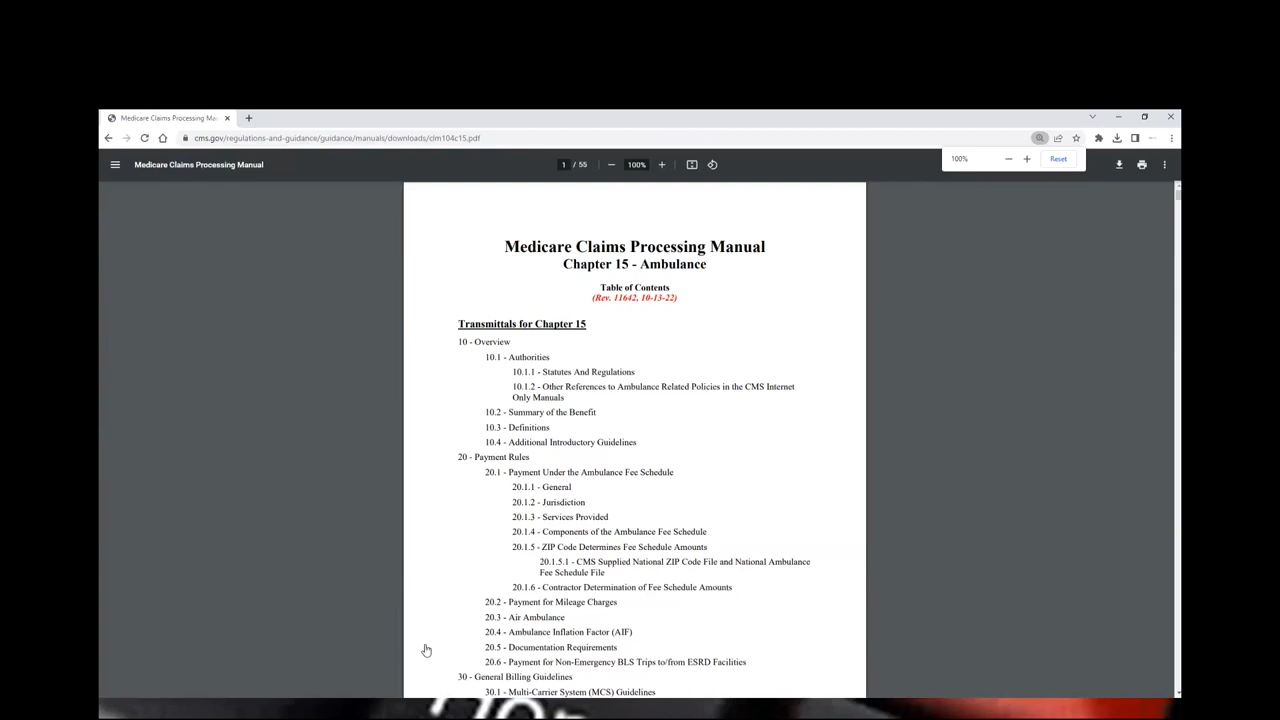 Medicare Claims Processing Ma
cms.gov/regulations-and-guidance/guidance/manuals/downloads/clm104c15.pdf
Medicare Claims Processing Manual
1 / 55
100%
100%
Reset
Medicare Claims Processing Manual
Chapter 15 - Ambulance
Table of Contents
(Rev. 11642, 10-13-22)
Transmittals for Chapter 15
10 - Overview
10.1 - Authorities
10.1.1 - Statutes And Regulations
10.1.2 - Other References to Ambulance Related Policies in the CMS Internet
Only Manuals
10.2 - Summary of the Benefit
10.3 - Definitions
10.4 - Additional Introductory Guidelines
20 - Payment Rules
20.1 - Payment Under the Ambulance Fee Schedule
20.1.1 - General
20.1.2 - Jurisdiction
20.1.3 - Services Provided
20.1.4 - Components of the Ambulance Fee Schedule
20.1.5 - ZIP Code Determines Fee Schedule Amounts
20.1.5.1 - CMS Supplied National ZIP Code File and National Ambulance
Fee Schedule File
20.1.6 - Contractor Determination of Fee Schedule Amounts
20.2 - Payment for Mileage Charges
20.3 - Air Ambulance
20.4 - Ambulance Inflation Factor (AIF)
20.5 - Documentation Requirements
20.6 - Payment for Non-Emergency BLS Trips to/from ESRD Facilities
30 - General Billing Guidelines
30.1 - Multi-Carrier System (MCS) Guidelines